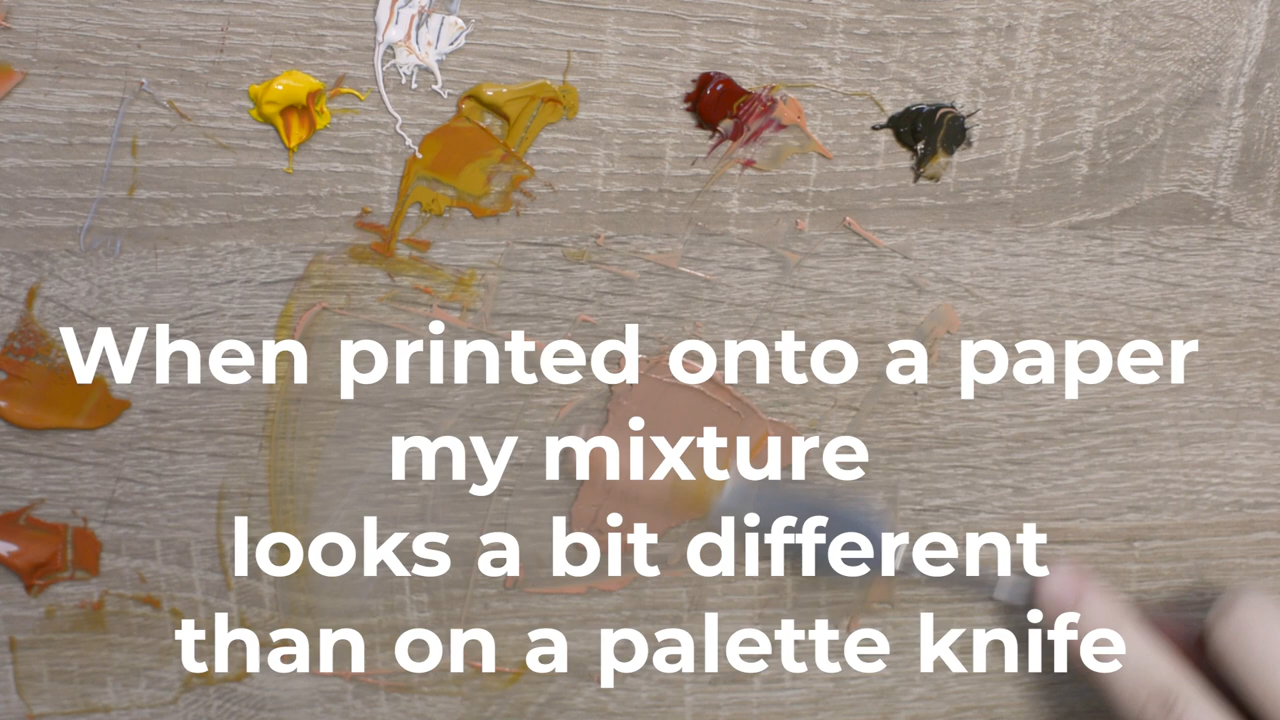 When printed onto a paper
my mixture
looks a bit different
than on a palette knife